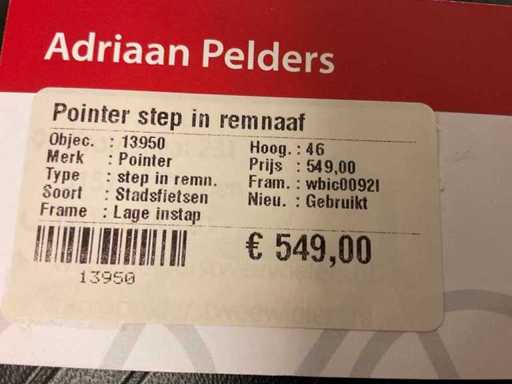 Adriaan Pelders
Pointer step in remnaaf
Objec. : 13950 Hoog. : 46
Merk : Pointer Prijs : 549,00
Type : step in remn. Fram. : wbic0092l
Soort : Stadsfietsen Nieu. : Gebruikt
Frame : Lage instap
€ 549,00
13950